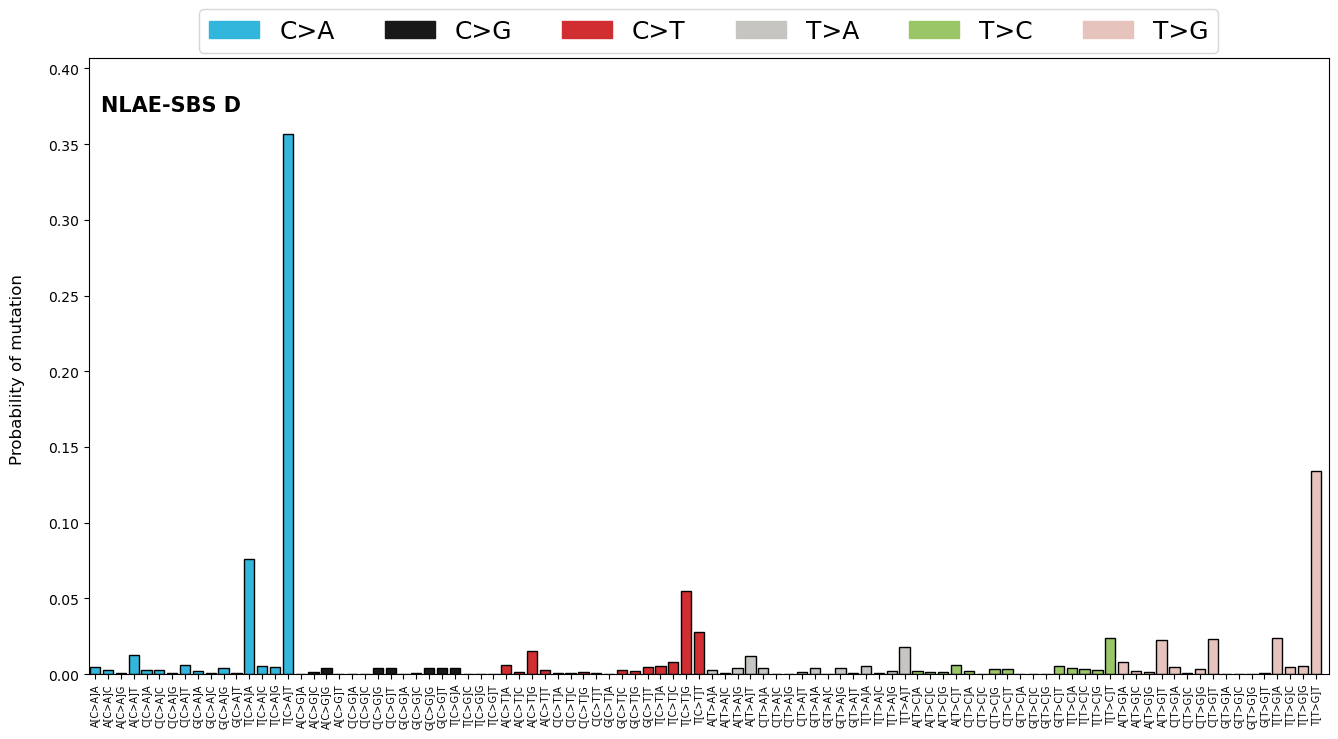 C>A
C>G
C>T
T>A
T>C
T>G
NLAE-SBS D
Probability of mutation
0.40
0.35
0.30
0.25
0.20
0.15
0.10
0.05
0.00
A[C>A]A
A[C>A]C
A[C>A]G
A[C>A]T
C[C>A]A
C[C>A]C
C[C>A]G
C[C>A]T
G[C>A]A
G[C>A]C
G[C>A]G
G[C>A]T
T[C>A]A
T[C>A]C
T[C>A]G
T[C>A]T
A[C>G]A
A[C>G]C
A[C>G]G
A[C>G]T
C[C>G]A
C[C>G]C
C[C>G]G
C[C>G]T
G[C>G]A
G[C>G]C
G[C>G]G
G[C>G]T
T[C>G]A
T[C>G]C
T[C>G]G
T[C>G]T
A[C>T]A
A[C>T]C
A[C>T]G
A[C>T]T
C[C>T]A
C[C>T]C
C[C>T]G
C[C>T]T
G[C>T]A
G[C>T]C
G[C>T]G
G[C>T]T
T[C>T]A
T[C>T]C
T[C>T]G
T[C>T]T
A[T>A]A
A[T>A]C
A[T>A]G
A[T>A]T
C[T>A]A
C[T>A]C
C[T>A]G
C[T>A]T
G[T>A]A
G[T>A]C
G[T>A]G
G[T>A]T
T[T>A]A
T[T>A]C
T[T>A]G
T[T>A]T
A[T>C]A
A[T>C]C
A[T>C]G
A[T>C]T
C[T>C]A
C[T>C]C
C[T>C]G
C[T>C]T
G[T>C]A
G[T>C]C
G[T>C]G
G[T>C]T
T[T>C]A
T[T>C]C
T[T>C]G
T[T>C]T
A[T>G]A
A[T>G]C
A[T>G]G
A[T>G]T
C[T>G]A
C[T>G]C
C[T>G]G
C[T>G]T
G[T>G]A
G[T>G]C
G[T>G]G
G[T>G]T
T[T>G]A
T[T>G]C
T[T>G]G
T[T>G]T